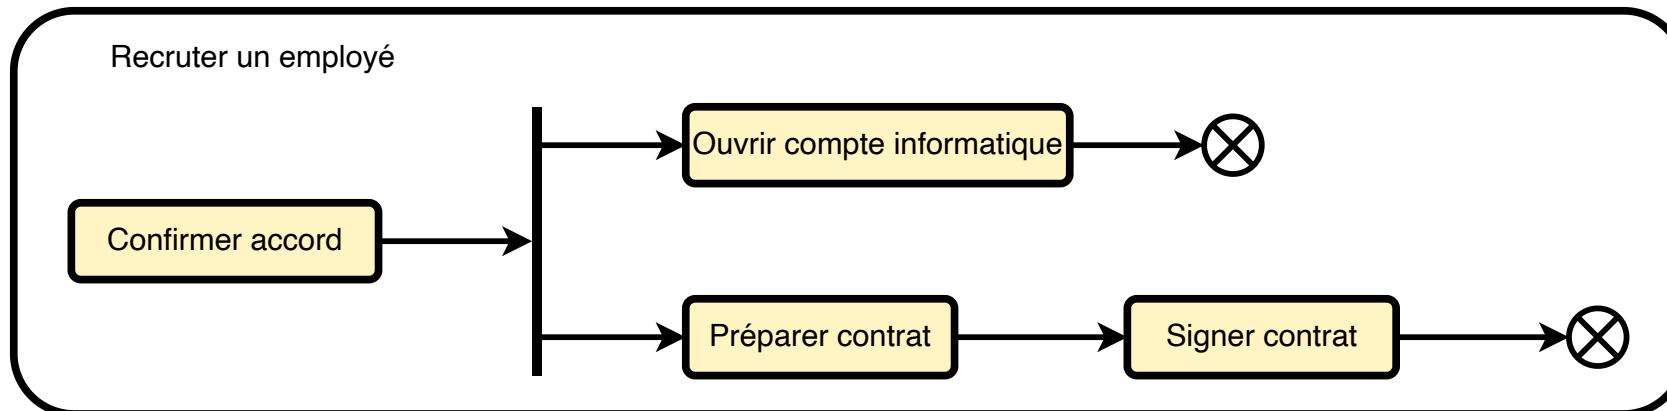 Recruter un employé
Ouvrir compte informatique
Confirmer accord
Préparer contrat
Signer contrat